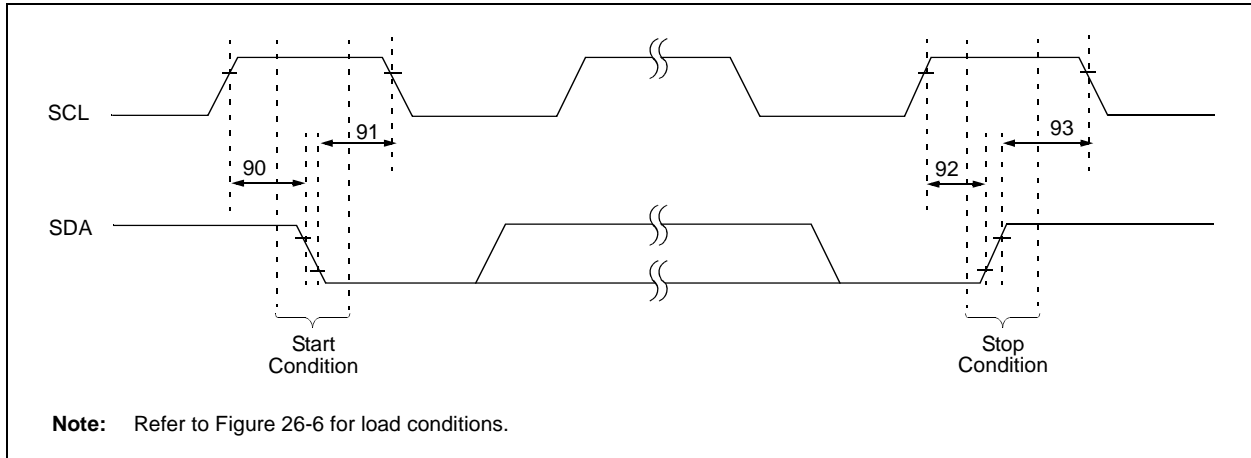 SCL
91
93
90
92
SDA
Start
Condition
Stop
Condition
Note: Refer to Figure 26-6 for load conditions.